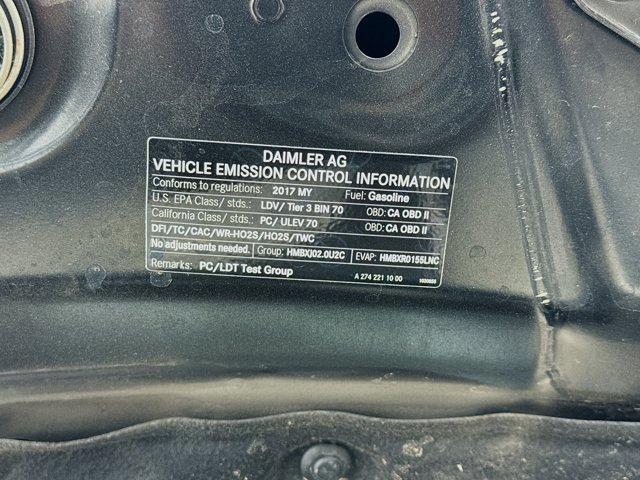 DAIMLER AG
VEHICLE EMISSION CONTROL INFORMATION
Conforms to regulations: 2017 MY Fuel: Gasoline
U.S. EPA Class/ stds.: LDV/ Tier 3 BIN 70 OBD: CA OBD II
California Class/ stds.: PC/ ULEV 70 OBD: CA OBD II
DFI/TC/CAC/WR-HO2S/HO2S/TWC
No adjustments needed. Group: HMBXJ02.0U2C EVAP: HMBXR0155LNC
Remarks: PC/LDT Test Group A 274 221 10 00